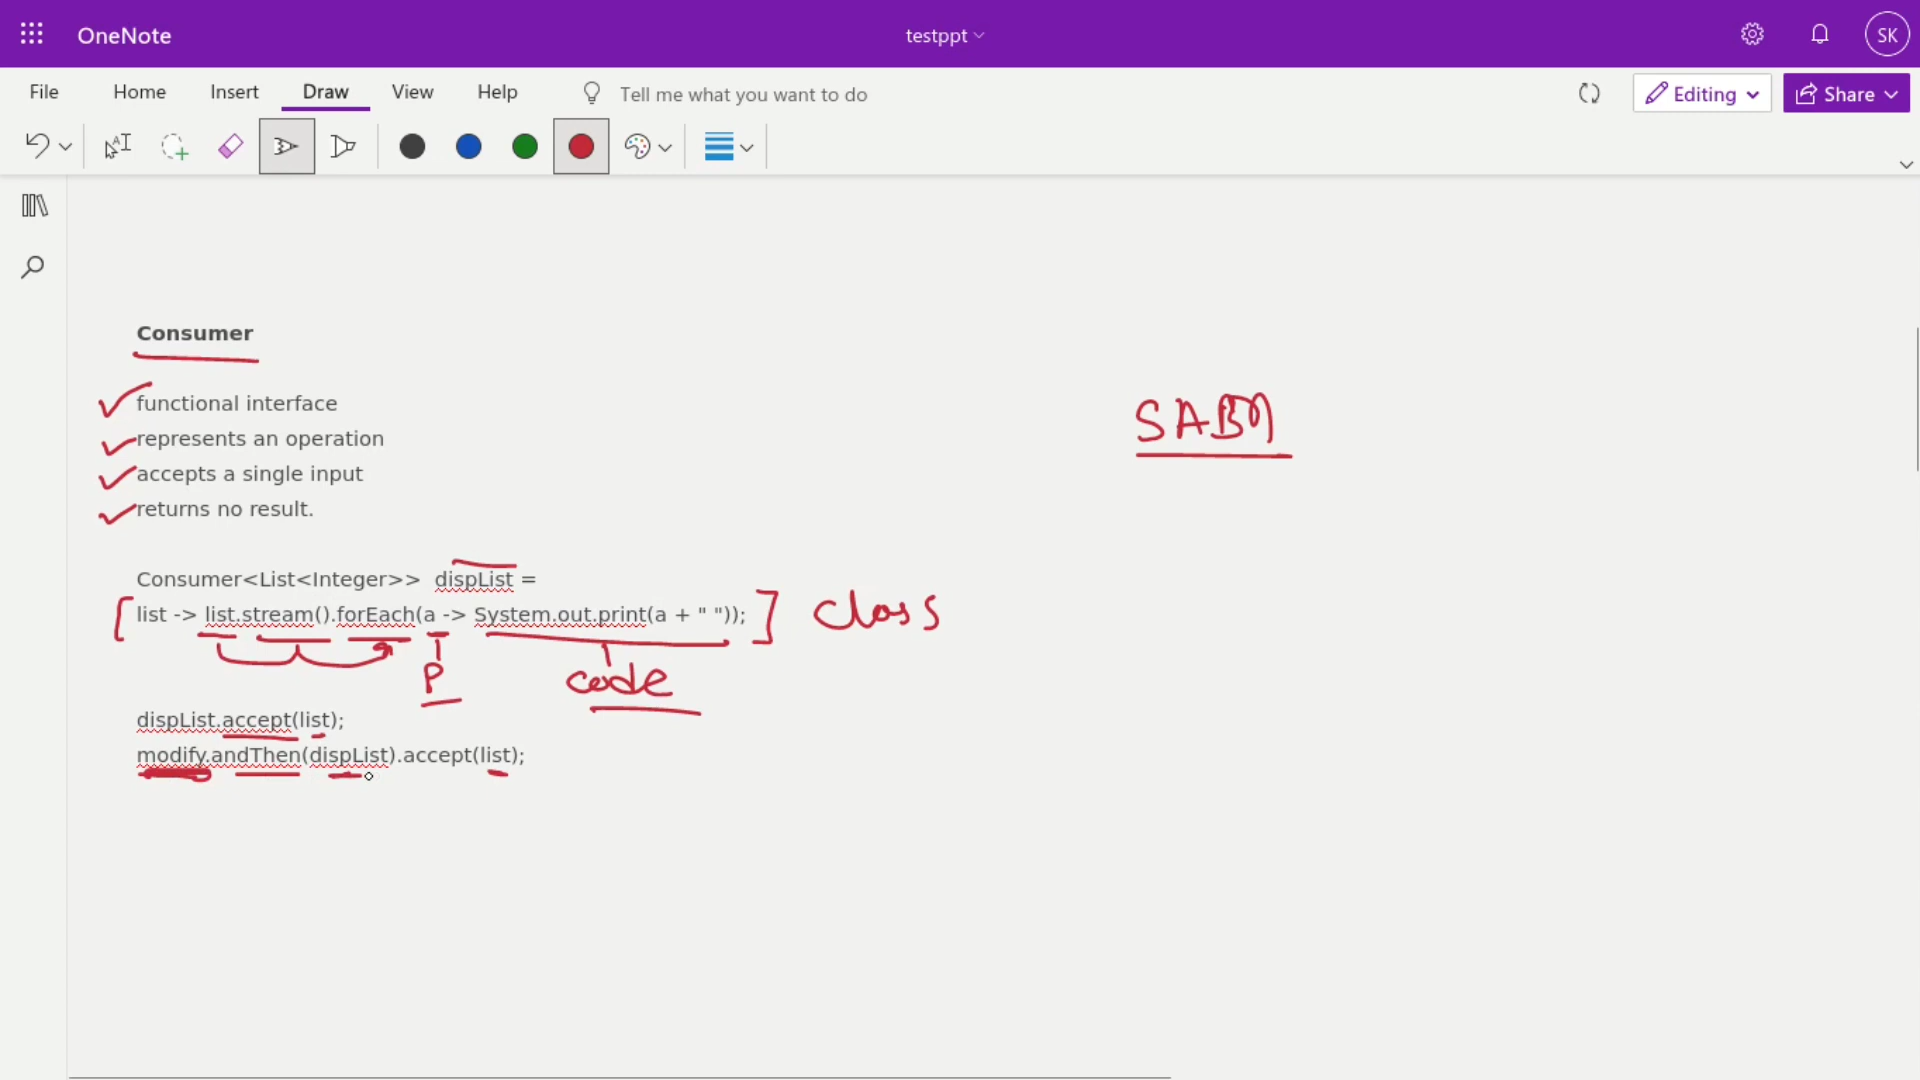 OneNote
testppt
SK
File Home Insert Draw View Help Tell me what you want to do Editing Share
Consumer
functional interface
represents an operation
accepts a single input
returns no result.
SABM
Consumer<List<Integer>> dispList =
[ list -> list.stream().forEach(a -> System.out.print(a + " ")); ] Class
P
code
dispList.accept(list);
modify.andThen(dispList).accept(list);